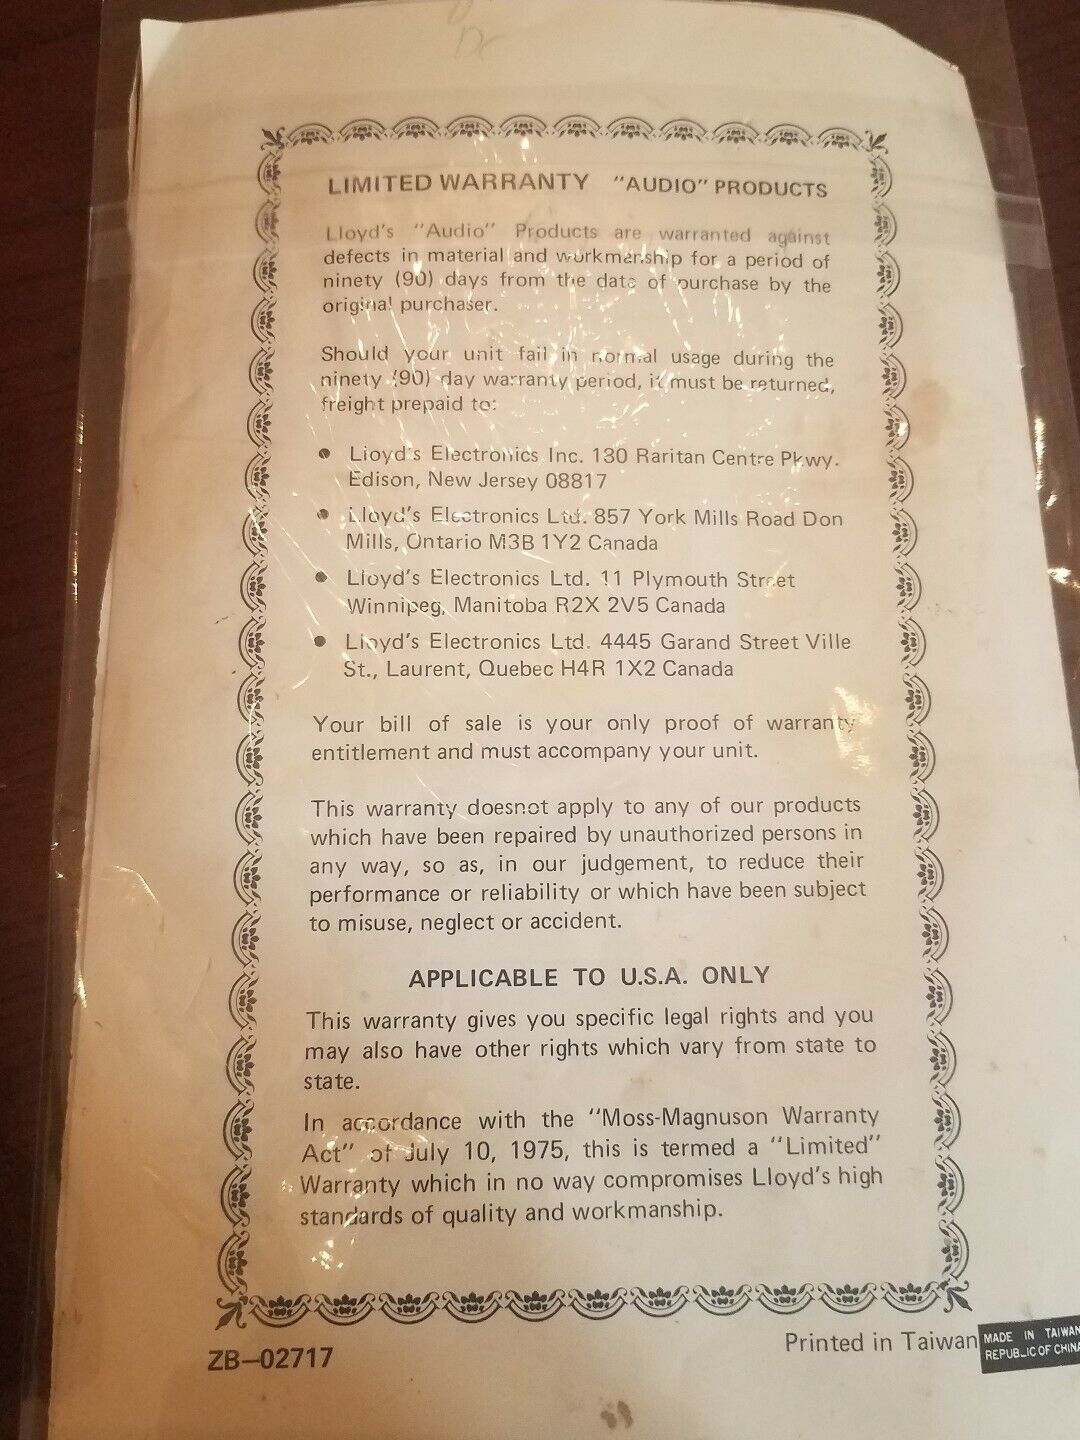 LIMITED WARRANTY "AUDIO" PRODUCTS
Lloyd's "Audio" Products are warranted against
defects in material and workmanship for a period of
ninety (90) days from the date of purchase by the
original purchaser.
Should your unit fail in normal usage during the
ninety (90) day warranty period, it must be returned,
freight prepaid to:
● Lloyd's Electronics Inc. 130 Raritan Centre Pkwy.
Edison, New Jersey 08817
● Lloyd's Electronics Ltd. 857 York Mills Road Don
Mills, Ontario M3B 1Y2 Canada
● Lloyd's Electronics Ltd. 11 Plymouth Street
Winnipeg, Manitoba R2X 2V5 Canada
● Lloyd's Electronics Ltd. 4445 Garand Street Ville
St., Laurent, Quebec H4R 1X2 Canada
Your bill of sale is your only proof of warranty
entitlement and must accompany your unit.
This warranty doesnot apply to any of our products
which have been repaired by unauthorized persons in
any way, so as, in our judgement, to reduce their
performance or reliability or which have been subject
to misuse, neglect or accident.
APPLICABLE TO U.S.A. ONLY
This warranty gives you specific legal rights and you
may also have other rights which vary from state to
state.
In accordance with the "Moss-Magnuson Warranty
Act" of July 10, 1975, this is termed a "Limited"
Warranty which in no way compromises Lloyd's high
standards of quality and workmanship.
ZB-02717
Printed in Taiwan
MADE IN TAIWAN
REPUBLIC OF CHINA